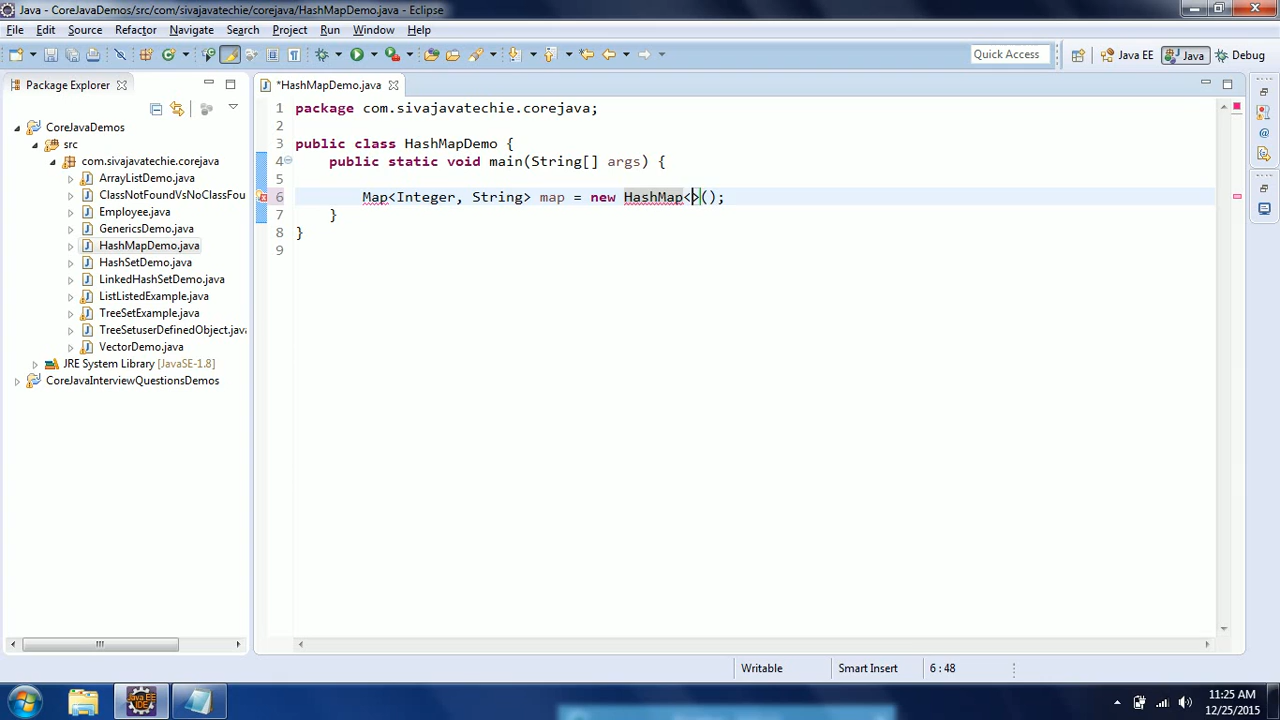 Java - CoreJavaDemos/src/com/sivajavatechie/corejava/HashMapDemo.java - Eclipse
File Edit Source Refactor Navigate Search Project Run Window Help
Quick Access Java EE Java Debug
Package Explorer
*HashMapDemo.java
CoreJavaDemos
src
com.sivajavatechie.corejava
ArrayListDemo.java
ClassNotFoundVsNoClassFou
Employee.java
GenericsDemo.java
HashMapDemo.java
HashSetDemo.java
LinkedHashSetDemo.java
ListListedExample.java
TreeSetExample.java
TreeSetuserDefinedObject.java
VectorDemo.java
JRE System Library [JavaSE-1.8]
CoreJavaInterviewQuestionsDemos
1 package com.sivajavatechie.corejava;
2
3 public class HashMapDemo {
4 public static void main(String[] args) {
5
6 Map<Integer, String> map = new HashMap<>();
7 }
8 }
9
Writable Smart Insert 6 : 48
Java EE IDE
11:25 AM
12/25/2015